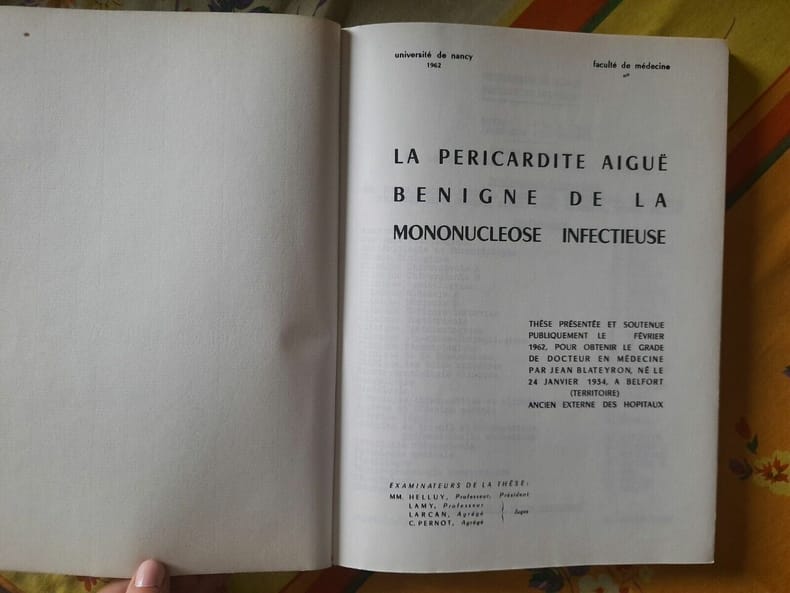 université de nancy
1962
faculté de médecine
n°
LA PERICARDITE AIGUË
BENIGNE DE LA
MONONUCLEOSE INFECTIEUSE
THÈSE PRÉSENTÉE ET SOUTENUE
PUBLIQUEMENT LE FÉVRIER
1962, POUR OBTENIR LE GRADE
DE DOCTEUR EN MÉDECINE
PAR JEAN BLATEYRON, NÉ LE
24 JANVIER 1934, A BELFORT
(TERRITOIRE)
ANCIEN EXTERNE DES HOPITAUX
EXAMINATEURS DE LA THÈSE:
MM. HELLUY, Professeur, Président
LAMY, Professeur
LARCAN, Agrégé
C. PERNOT, Agrégé
Juges